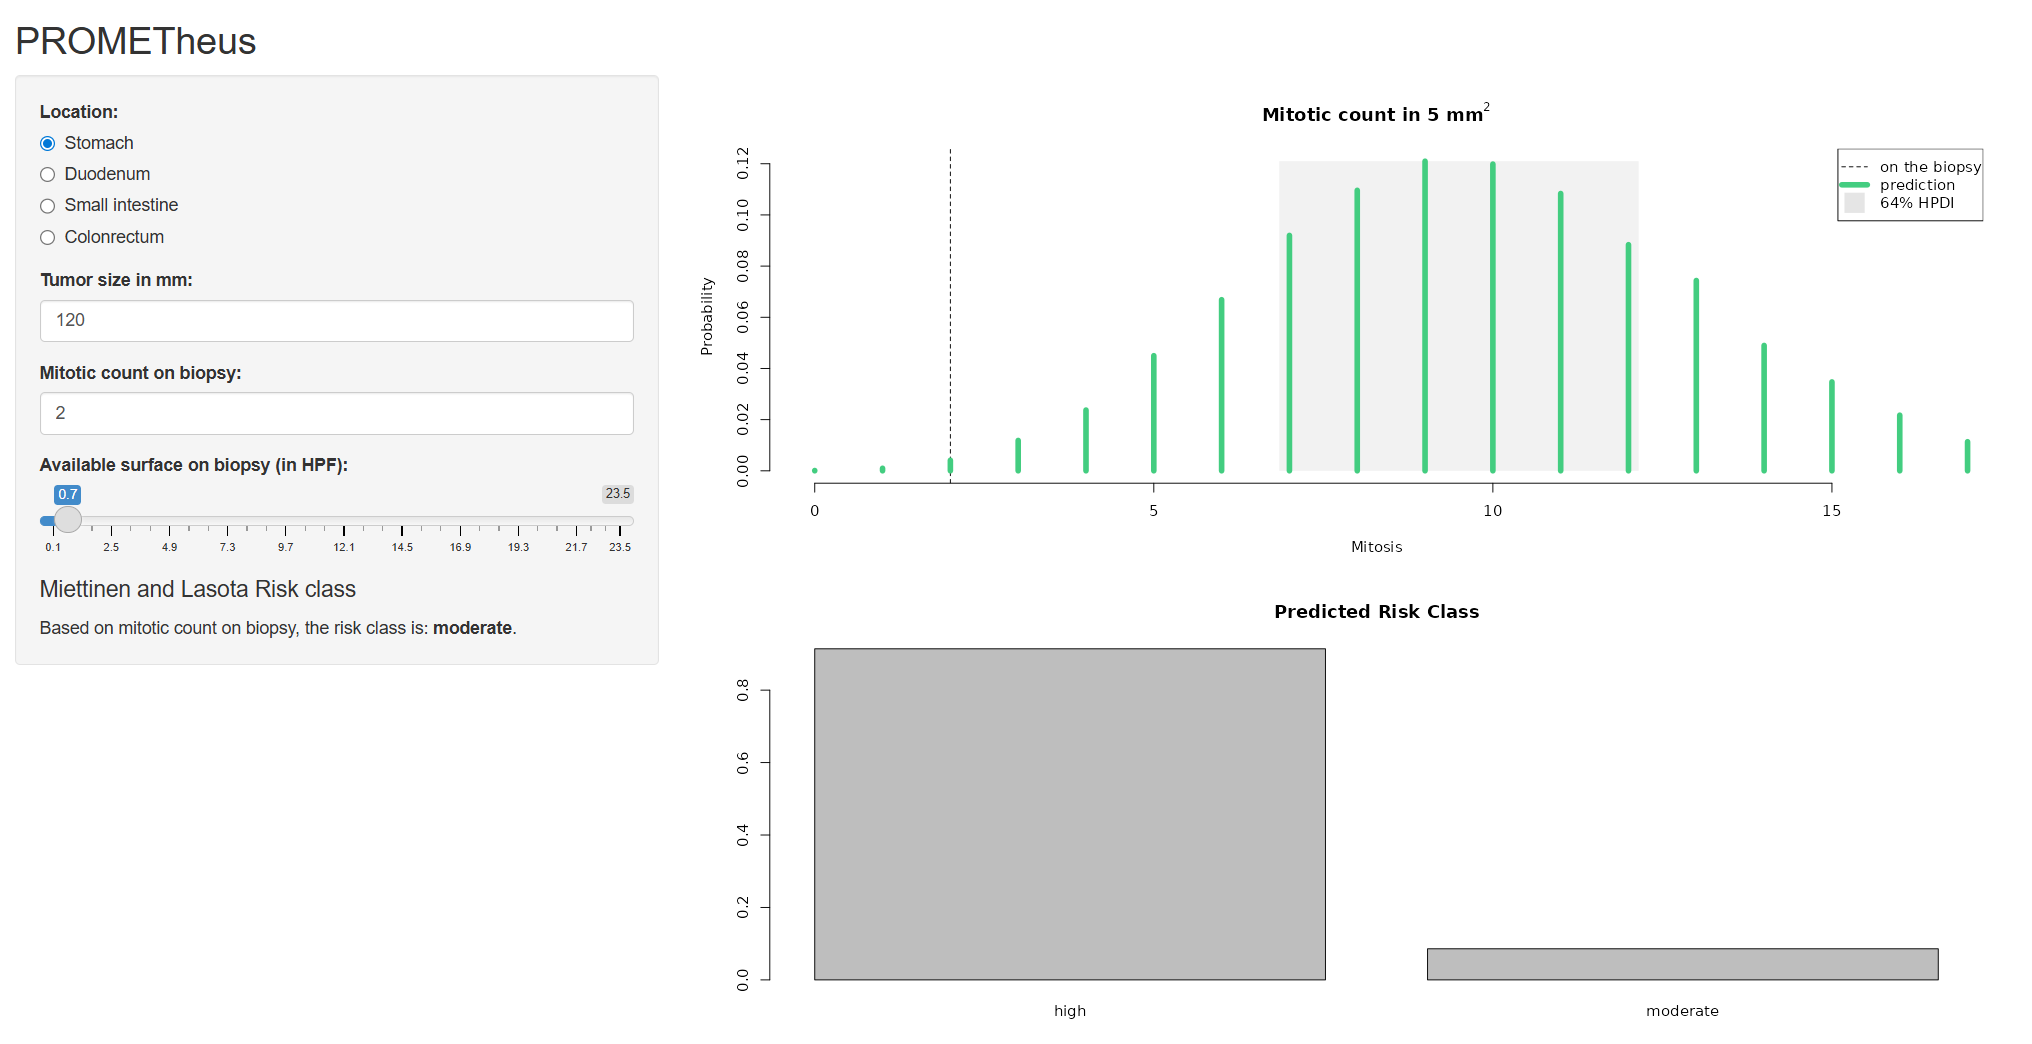 PROMETheus
Location:
Stomach
Duodenum
Small intestine
Colonrectum
Tumor size in mm:
120
Mitotic count on biopsy:
2
Available surface on biopsy (in HPF):
0.7 23.5
0.1 2.5 4.9 7.3 9.7 12.1 14.5 16.9 19.3 21.7 23.5
Miettinen and Lasota Risk class
Based on mitotic count on biopsy, the risk class is: moderate.
Mitotic count in 5 mm²
on the biopsy
prediction
64% HPDI
Probability
0.12
0.10
0.08
0.06
0.04
0.02
0.00
0 5 10 15
Mitosis
Predicted Risk Class
0.8
0.6
0.4
0.2
0.0
high moderate